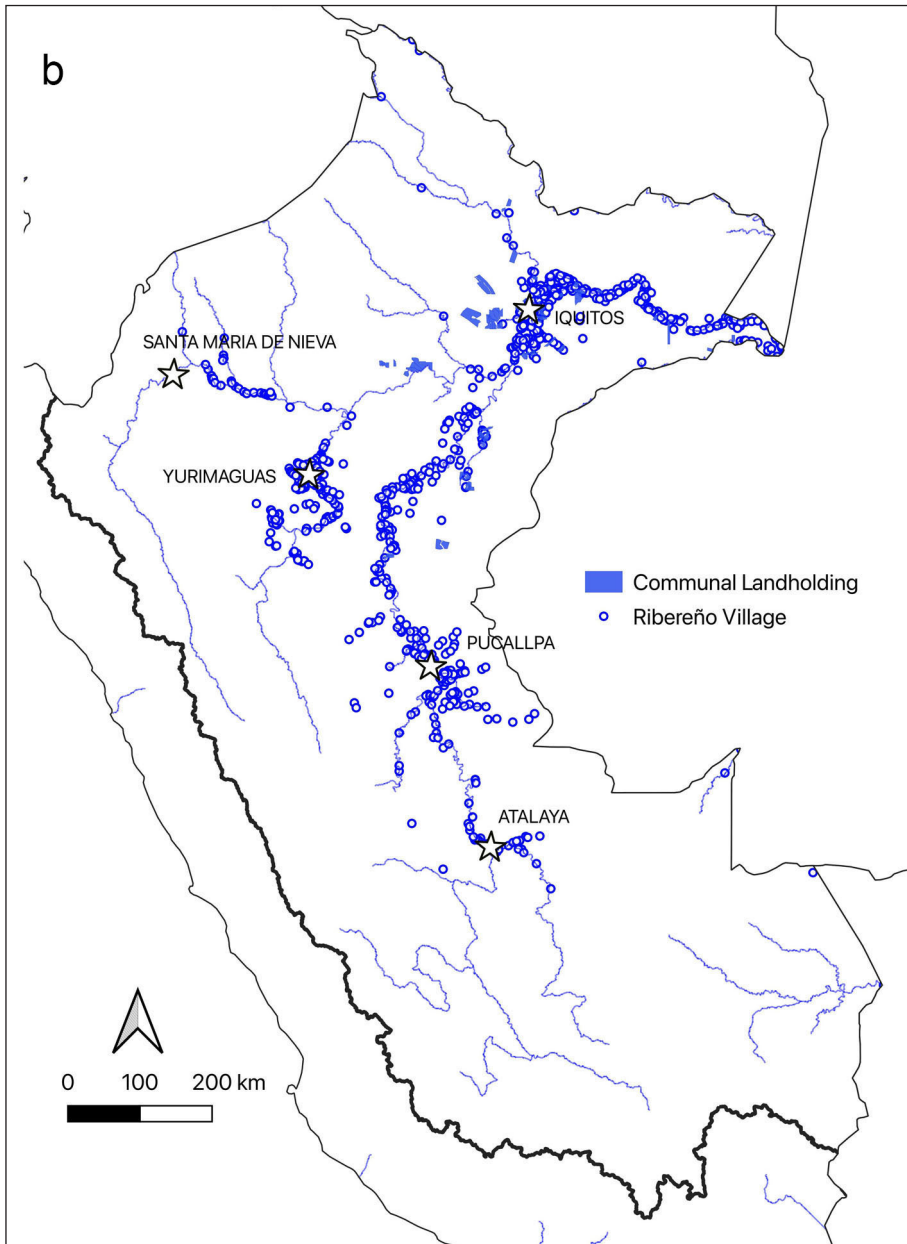 b
IQUITOS
SANTA MARIA DE NIEVA
YURIMAGUAS
Communal Landholding
Ribereño Village
PUCALLPA
ATALAYA
0 100 200 km